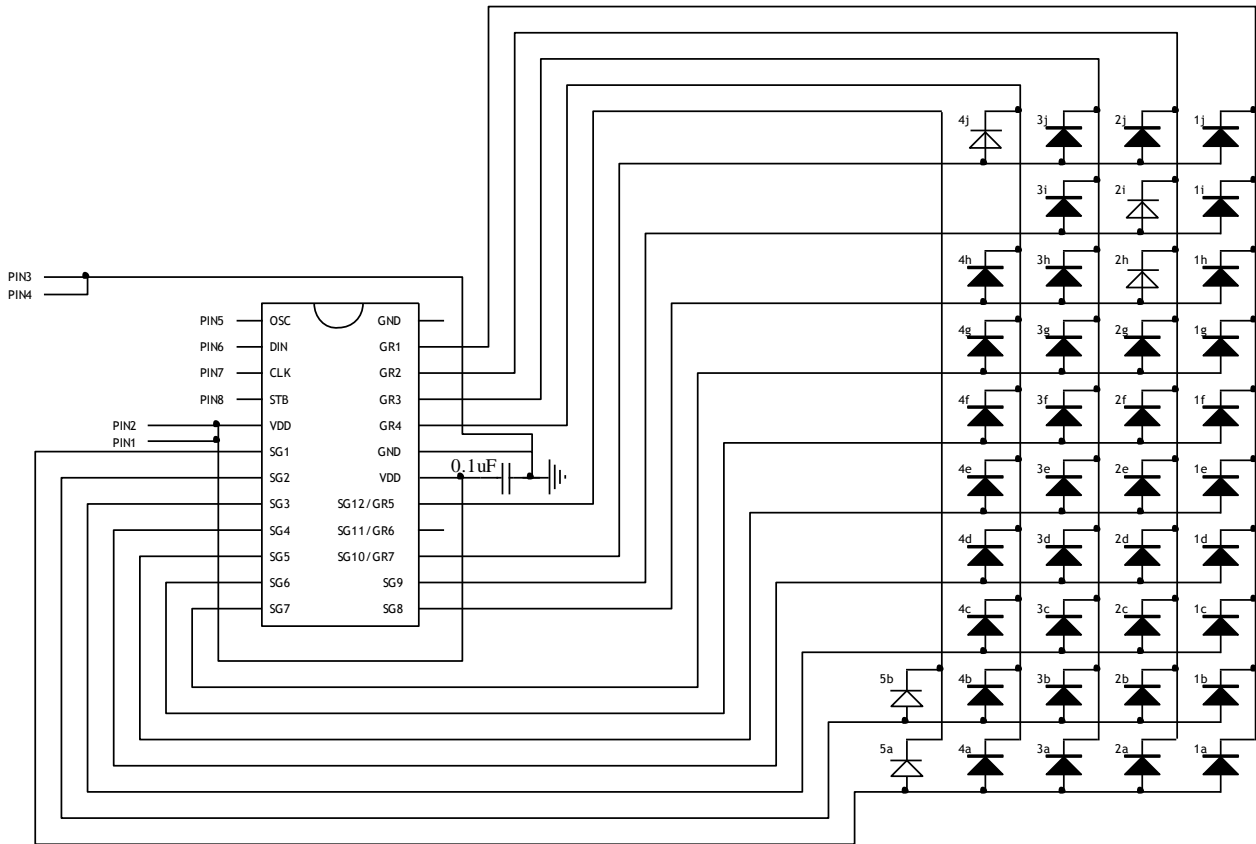 4j 3j 2j 1j
3i 2i 1i
4h 3h 2h 1h
PIN3
PIN4
PIN5 OSC GND
4g 3g 2g 1g
PIN6 DIN GR1
PIN7 CLK GR2
PIN8 STB GR3
4f 3f 2f 1f
PIN2 VDD GR4
PIN1
SG1 GND
4e 3e 2e 1e
0.1uF
SG2 VDD
SG3 SG12/GR5
SG4 SG11/GR6
4d 3d 2d 1d
SG5 SG10/GR7
SG6 SG9
SG7 SG8
4c 3c 2c 1c
5b 4b 3b 2b 1b
5a 4a 3a 2a 1a